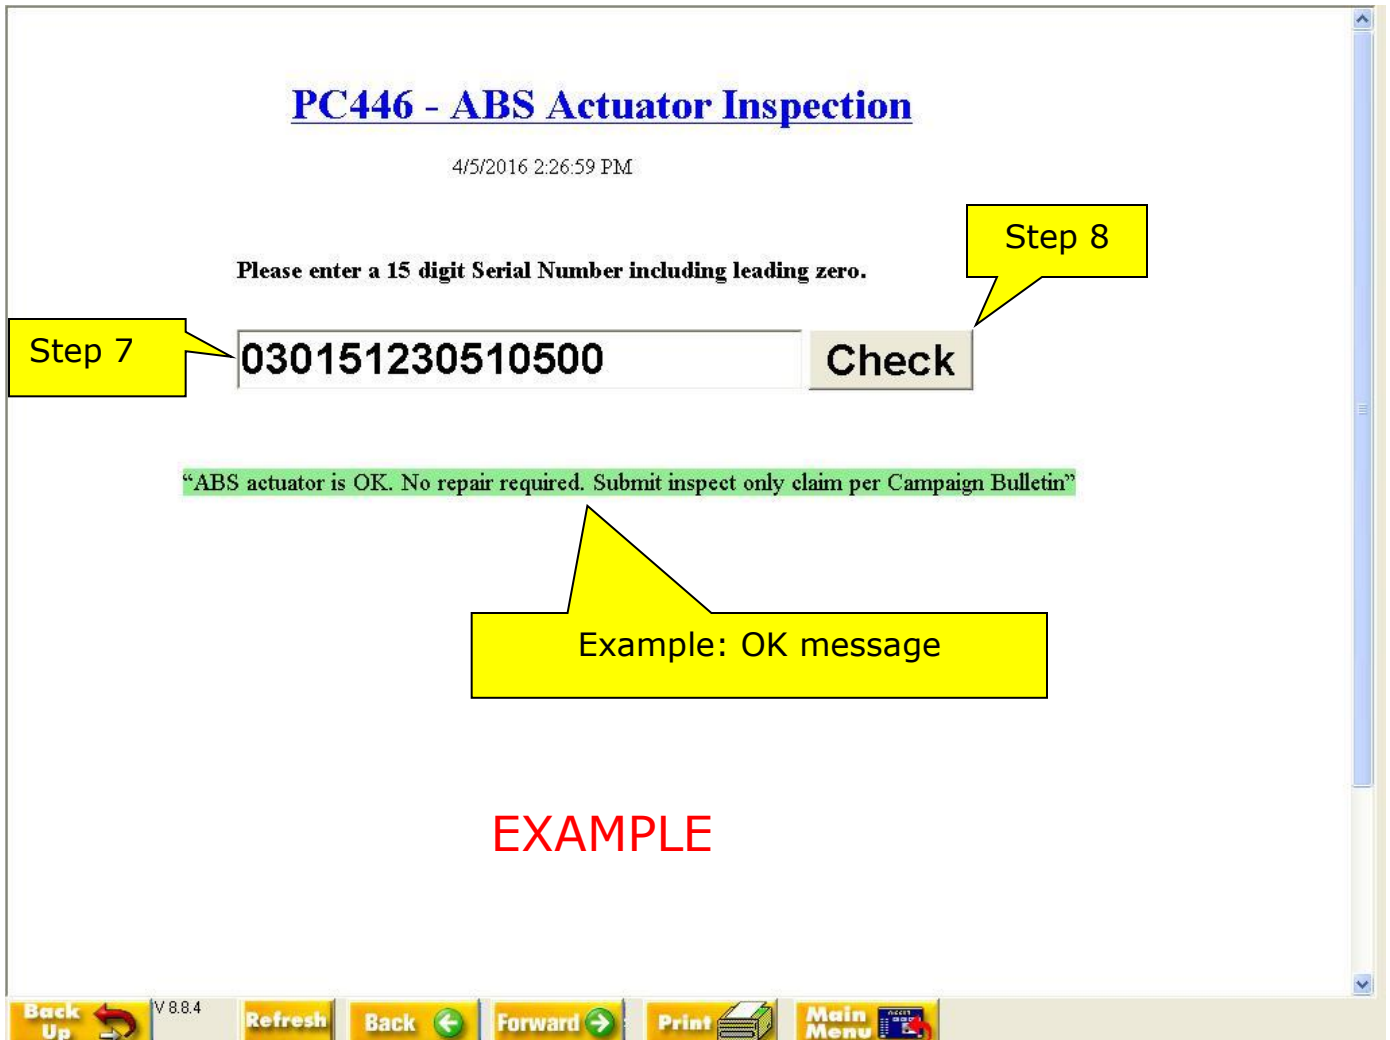 PC446 - ABS Actuator Inspection
4/5/2016 2:26:59 PM
Step 8
Please enter a 15 digit Serial Number including leading zero.
Step 7
030151230510500
Check
“ABS actuator is OK. No repair required. Submit inspect only claim per Campaign Bulletin”
Example: OK message
EXAMPLE
Back Up
V 8.8.4
Refresh
Back
Forward
Print
Main Menu